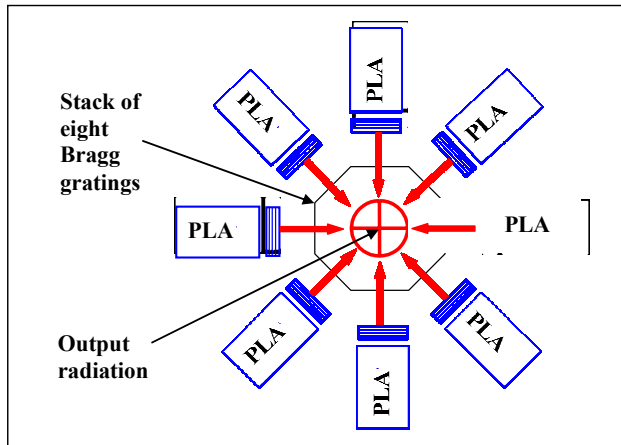 PLA
Stack of
eight
Bragg
gratings
PLA
PLA
PLA
PLA
Output
radiation
PLA
PLA
PLA